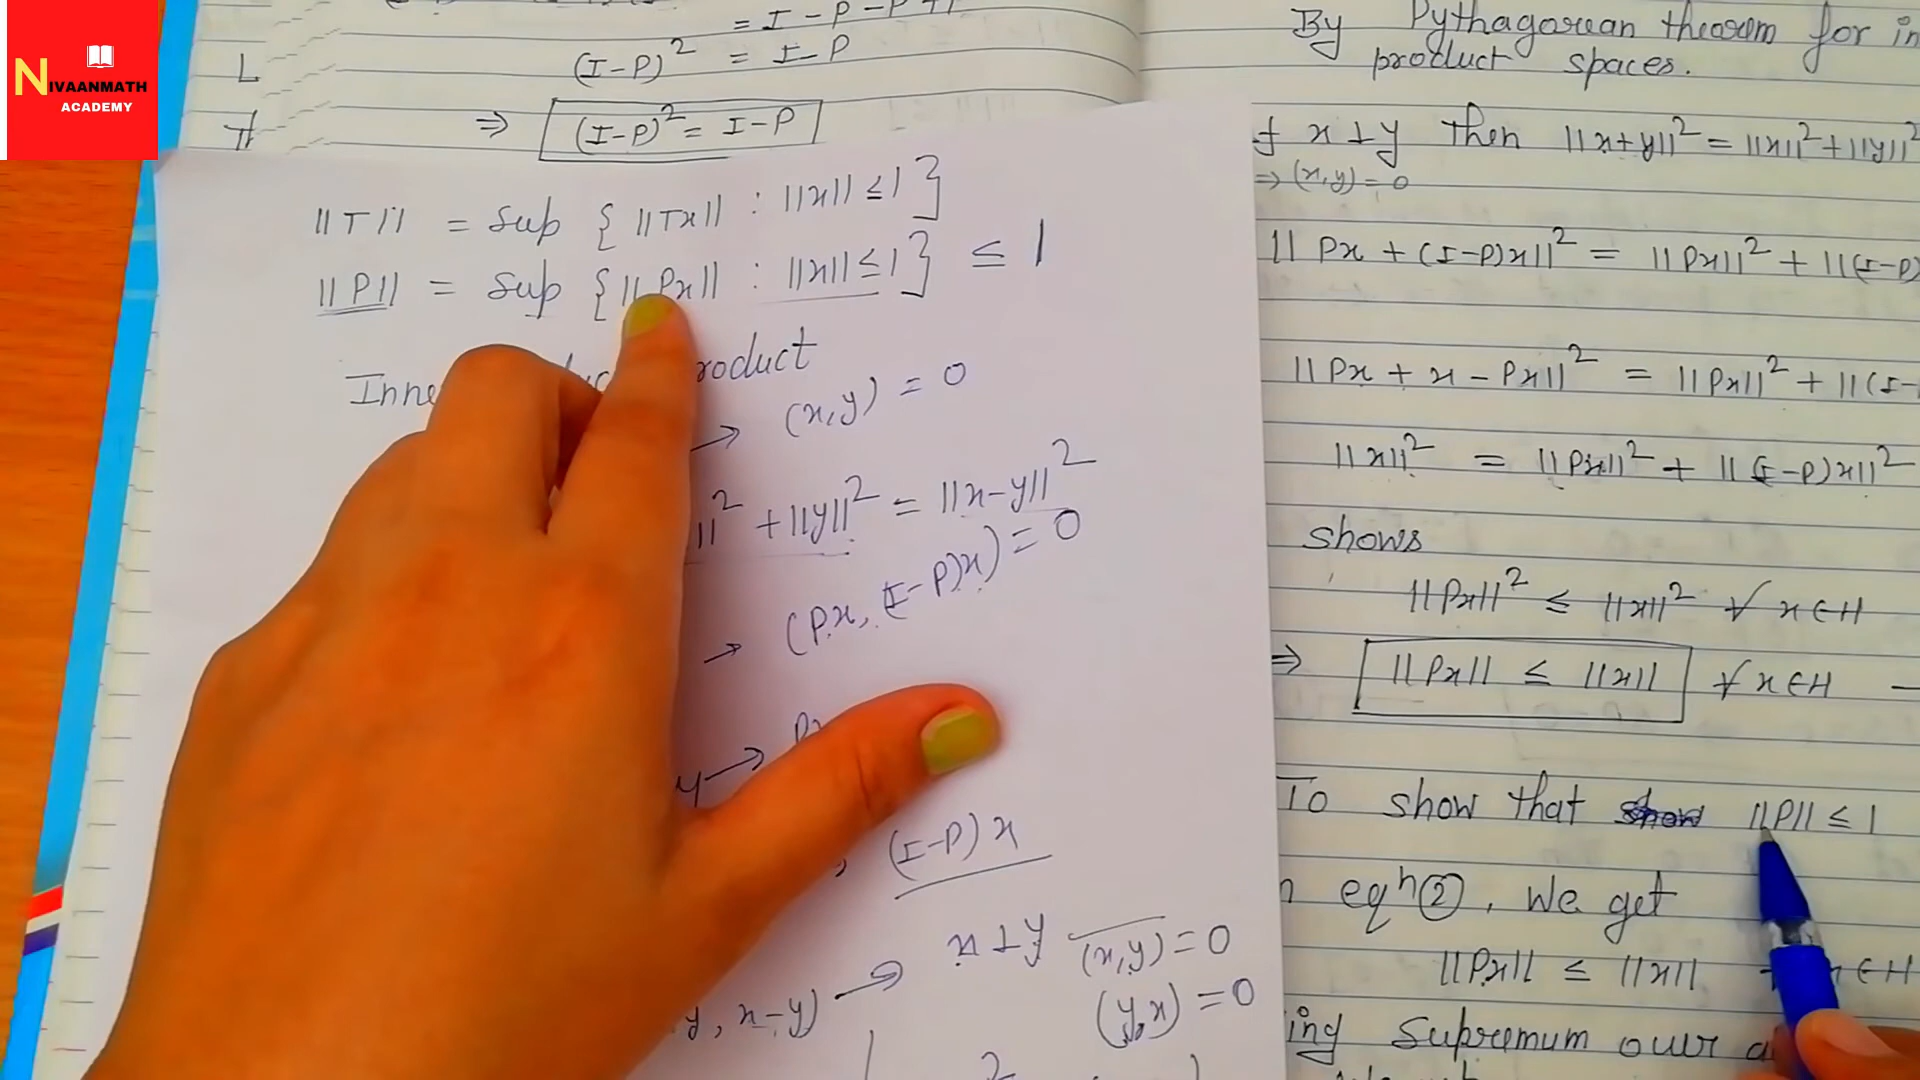 NIVAANMATH
ACADEMY
= I - P - P
(I-P)² = I-P
⇒ (I-P)² = I-P
||T|| = Sup { ||Tx|| : ||x|| ≤ 1 }
||P|| = Sup { ||Px|| : ||x|| ≤ 1 } ≤ 1
Inne roduct
→ (x,y) = 0
||² + ||y||² = ||x-y||²
→ (Px, (I-P)x) = 0
y →
, (I-P)x
x ⊥ y (x,y) = 0
y, x-y) → (y,x) = 0
By Pythagorean theorem for in
product spaces.
f x ⊥ y Then ||x+y||² = ||x||² + ||y||²
⇒ (x,y) = 0
|| Px + (I-P)x||² = ||Px||² + ||(I-P)
||Px + x - Px||² = ||Px||² + ||(I-
||x||² = ||Px||² + ||(I-P)x||²
shows
||Px||² ≤ ||x||² ∀ x ∈ H
⇒ ||Px|| ≤ ||x|| ∀ x ∈ H —
To show that ||P|| ≤ 1
n eqⁿ ②, We get
||Px|| ≤ ||x|| ∈ H
ing Supremum our a